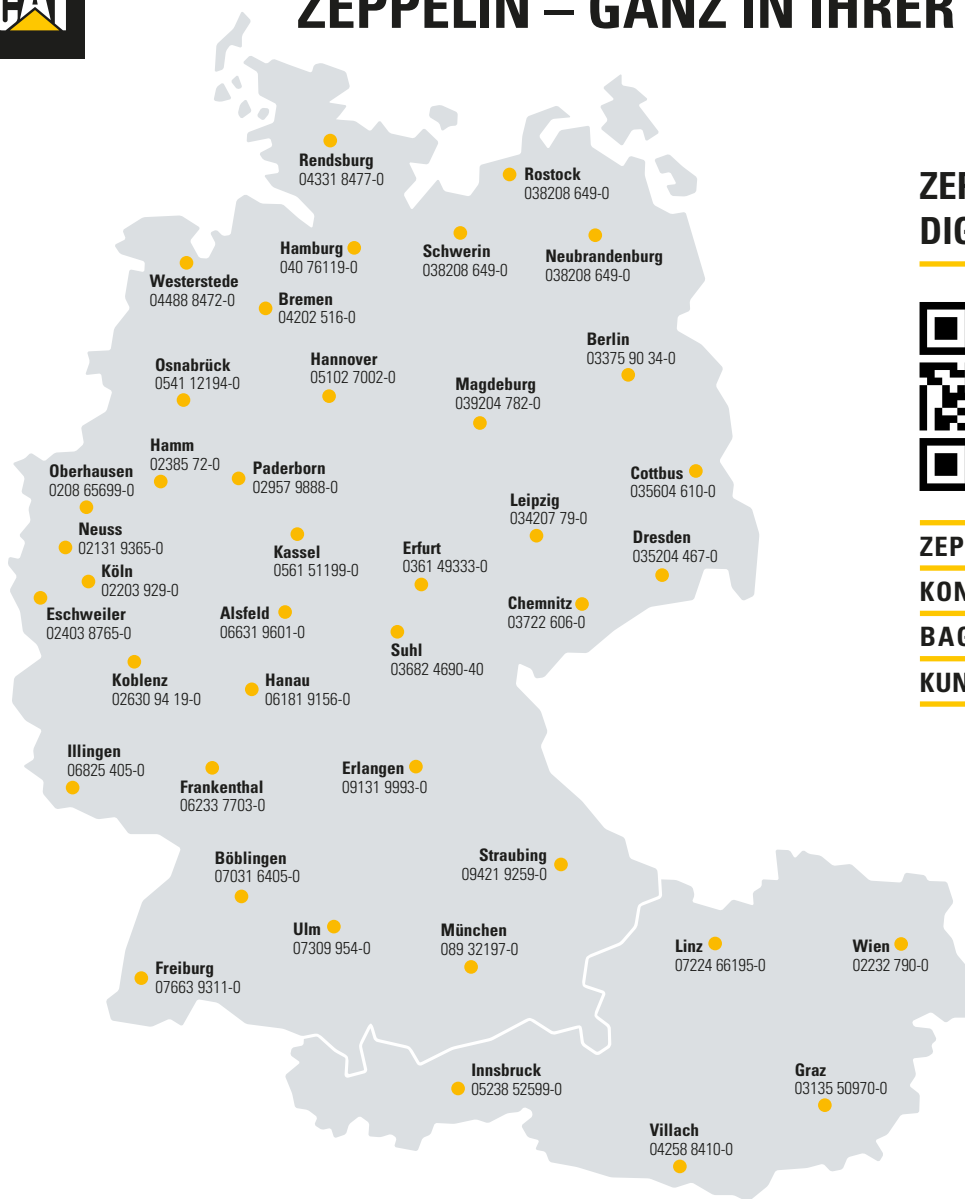 ZEPPELIN – GANZ IN IHRER
Rendsburg
04331 8477-0
Rostock
038208 649-0
Hamburg
040 76119-0
Schwerin
038208 649-0
Neubrandenburg
038208 649-0
Westerstede
04488 8472-0
Bremen
04202 516-0
Berlin
03375 90 34-0
Osnabrück
0541 12194-0
Hannover
05102 7002-0
Magdeburg
039204 782-0
Hamm
02385 72-0
Oberhausen
0208 65699-0
Paderborn
02957 9888-0
Cottbus
035604 610-0
Leipzig
034207 79-0
Neuss
02131 9365-0
Kassel
0561 51199-0
Erfurt
0361 49333-0
Dresden
035204 467-0
Köln
02203 929-0
Eschweiler
02403 8765-0
Alsfeld
06631 9601-0
Chemnitz
03722 606-0
Suhl
03682 4690-40
Koblenz
02630 94 19-0
Hanau
06181 9156-0
Illingen
06825 405-0
Frankenthal
06233 7703-0
Erlangen
09131 9993-0
Böblingen
07031 6405-0
Straubing
09421 9259-0
Ulm
07309 954-0
München
089 32197-0
Linz
07224 66195-0
Wien
02232 790-0
Freiburg
07663 9311-0
Innsbruck
05238 52599-0
Graz
03135 50970-0
Villach
04258 8410-0